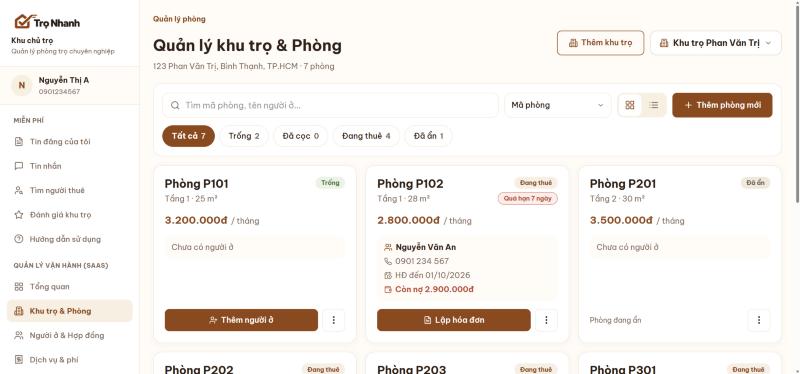 Trọ Nhanh
Khu chủ trọ
Quản lý phòng trọ chuyên nghiệp
N
Nguyễn Thị A
0901234567
MIỄN PHÍ
Tin đăng của tôi
Tin nhắn
Tìm người thuê
Đánh giá khu trọ
Hướng dẫn sử dụng
QUẢN LÝ VẬN HÀNH (SAAS)
Tổng quan
Khu trọ & Phòng
Người ở & Hợp đồng
Dịch vụ & phí
Quản lý phòng
Quản lý khu trọ & Phòng
123 Phan Văn Trị, Bình Thạnh, TP.HCM · 7 phòng
Thêm khu trọ
Khu trọ Phan Văn Trị
Tìm mã phòng, tên người ở...
Mã phòng
+ Thêm phòng mới
Tất cả 7
Trống 2
Đã cọc 0
Đang thuê 4
Đã ẩn 1
Phòng P101
Trống
Tầng 1 · 25 m²
3.200.000đ / tháng
Chưa có người ở
Thêm người ở
Phòng P102
Đang thuê
Tầng 1 · 28 m²
Quá hạn 7 ngày
2.800.000đ / tháng
Nguyễn Văn An
0901 234 567
HĐ đến 01/10/2026
Còn nợ 2.900.000đ
Lập hóa đơn
Phòng P201
Đã ẩn
Tầng 2 · 30 m²
3.500.000đ / tháng
Chưa có người ở
Phòng đang ẩn
Phòng P202
Đang thuê
Phòng P203
Đang thuê
Phòng P301
Đang thuê